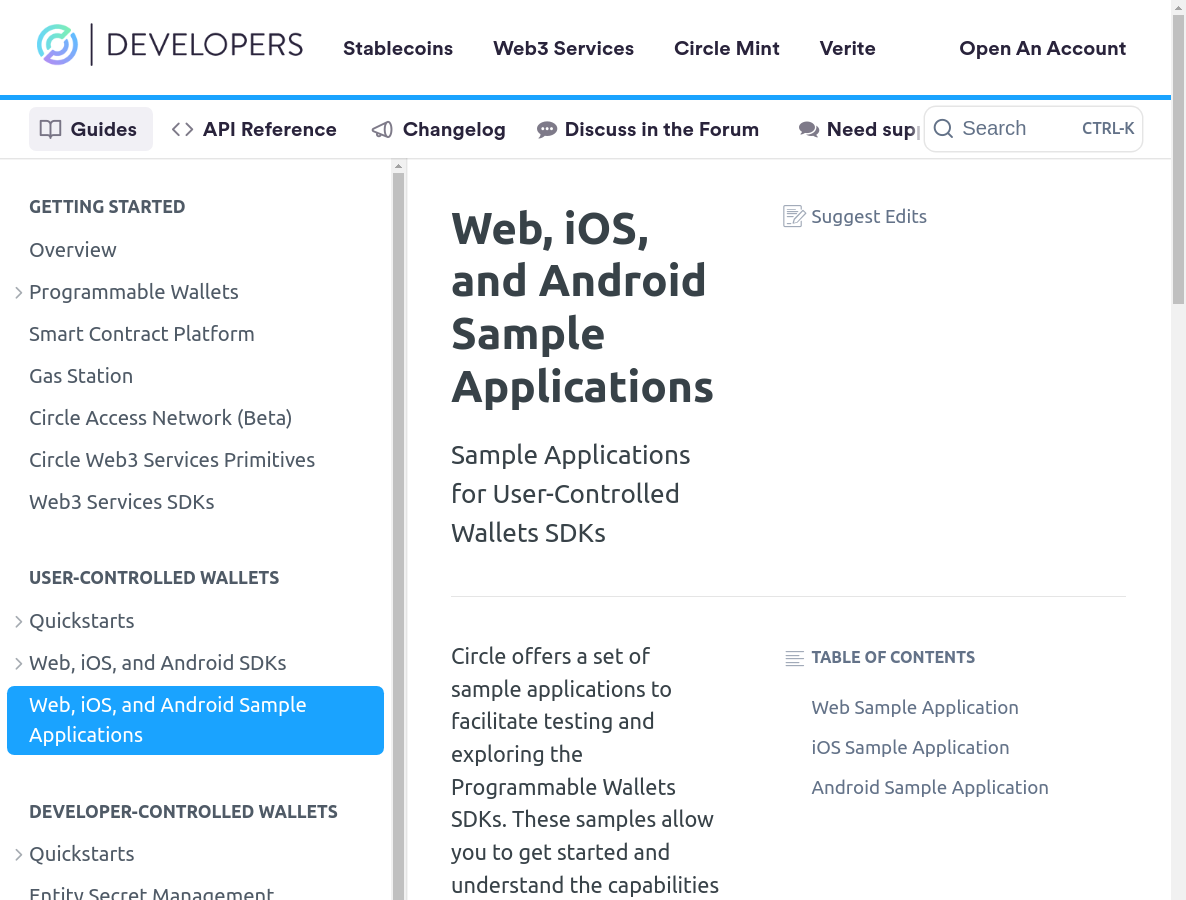 DEVELOPERS
Stablecoins
Web3 Services
Circle Mint
Verite
Open An Account
Guides
API Reference
Changelog
Discuss in the Forum
Need sup
Search
CTRL-K
GETTING STARTED
Overview
Programmable Wallets
Smart Contract Platform
Gas Station
Circle Access Network (Beta)
Circle Web3 Services Primitives
Web3 Services SDKs
USER-CONTROLLED WALLETS
Quickstarts
Web, iOS, and Android SDKs
Web, iOS, and Android Sample
Applications
DEVELOPER-CONTROLLED WALLETS
Quickstarts
Entity Secret Management
Web, iOS,
and Android
Sample
Applications
Suggest Edits
Sample Applications
for User-Controlled
Wallets SDKs
Circle offers a set of
sample applications to
facilitate testing and
exploring the
Programmable Wallets
SDKs. These samples allow
you to get started and
understand the capabilities
TABLE OF CONTENTS
Web Sample Application
iOS Sample Application
Android Sample Application